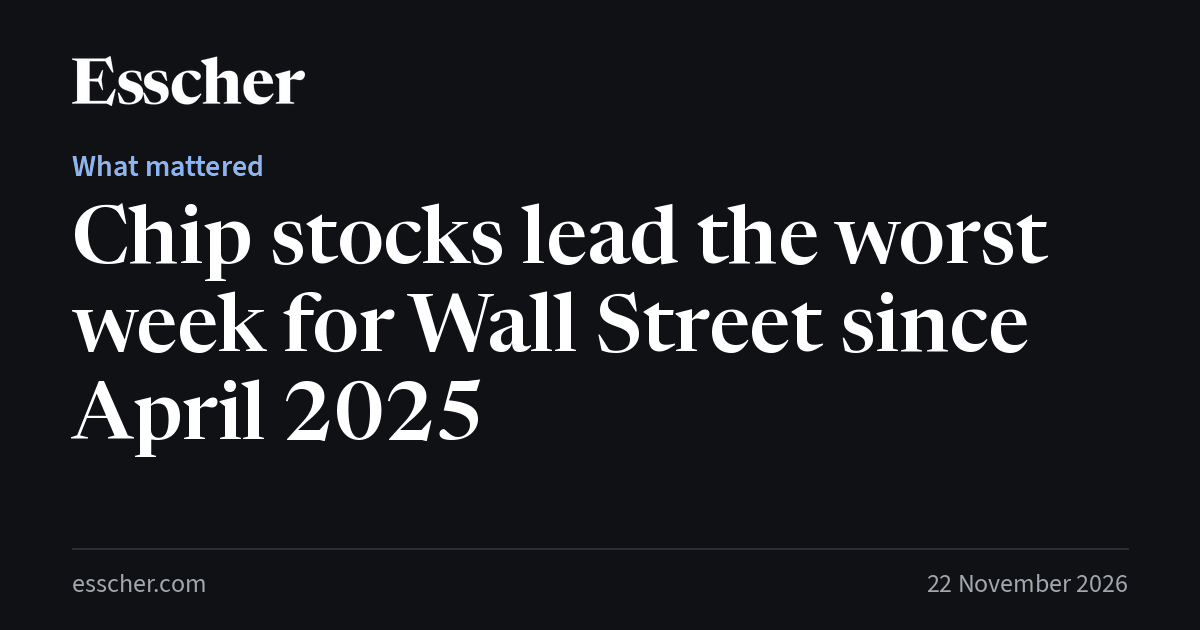 Esscher
What mattered
Chip stocks lead the worst
week for Wall Street since
April 2025
esscher.com
22 November 2026